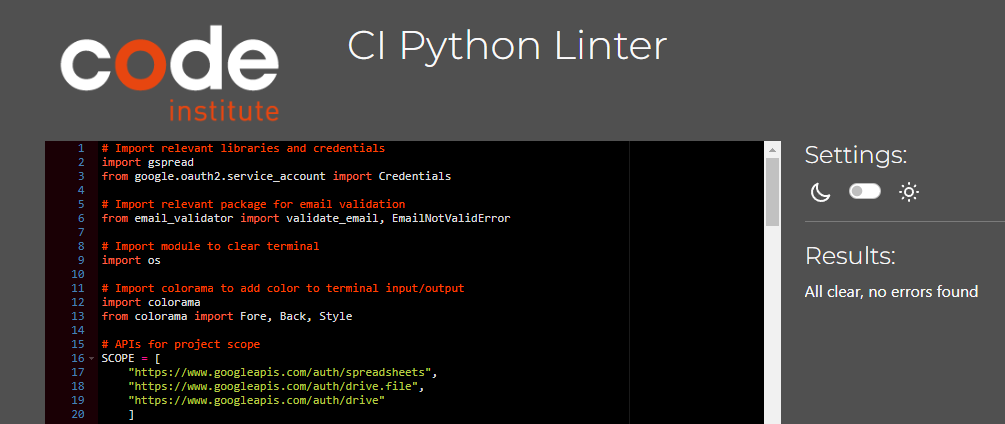 code
institute
CI Python Linter
1 # Import relevant libraries and credentials
2 import gspread
3 from google.oauth2.service_account import Credentials
4
5 # Import relevant package for email validation
6 from email_validator import validate_email, EmailNotValidError
7
8 # Import module to clear terminal
9 import os
10
11 # Import colorama to add color to terminal input/output
12 import colorama
13 from colorama import Fore, Back, Style
14
15 # APIs for project scope
16 SCOPE = [
17     "https://www.googleapis.com/auth/spreadsheets",
18     "https://www.googleapis.com/auth/drive.file",
19     "https://www.googleapis.com/auth/drive"
20     ]
Settings:
Results:
All clear, no errors found